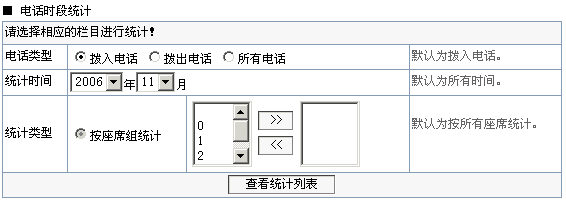 ■ 电话时段统计
请选择相应的栏目进行统计!
电话类型 拨入电话 拨出电话 所有电话 默认为拨入电话。
统计时间 2006 年 11 月 默认为所有时间。
统计类型 按座席组统计 默认为按所有座席统计。
0
1
2
>>
<<
查看统计列表